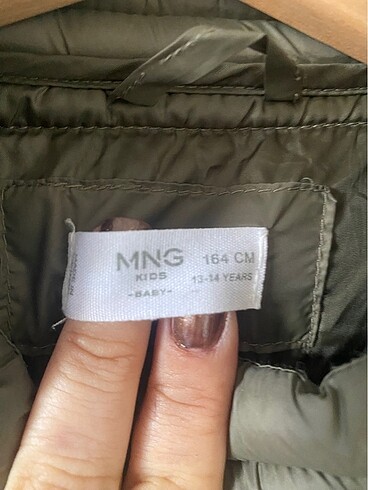 MNG 164 CM
KIDS 13-14 YEARS
-BABY-